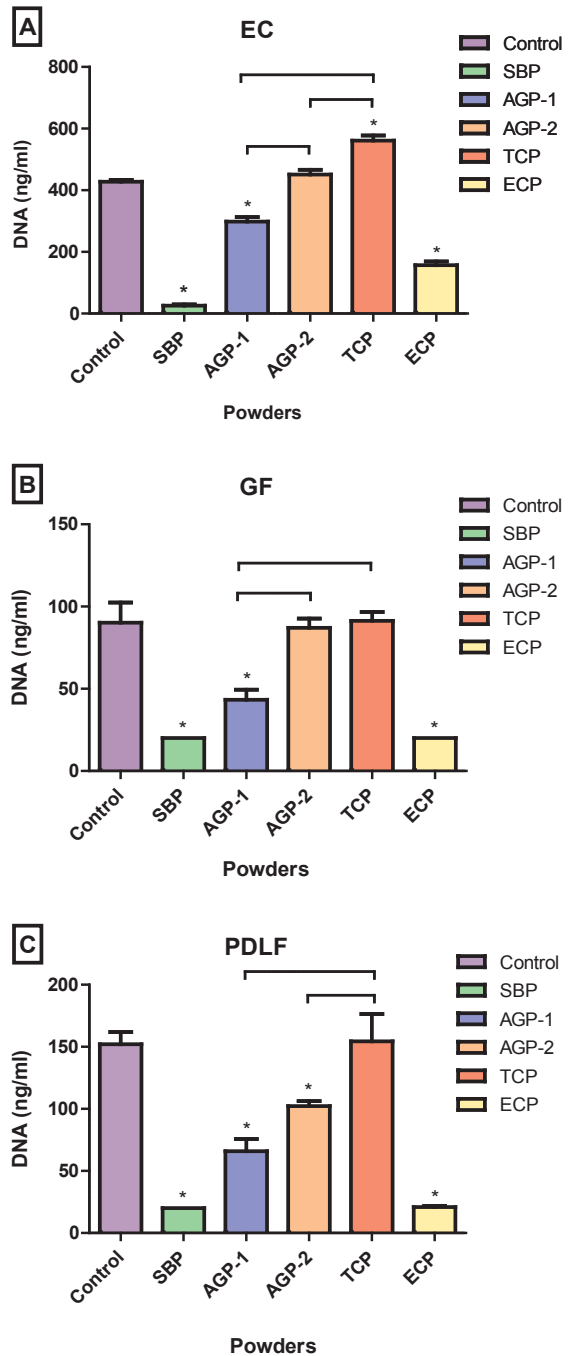 A
EC
Control
SBP
AGP-1
AGP-2
TCP
ECP
DNA (ng/ml)
800
600
400
200
0
*
*
*
*
Control
SBP
AGP-1
AGP-2
TCP
ECP
Powders
B
GF
Control
SBP
AGP-1
AGP-2
TCP
ECP
DNA (ng/ml)
150
100
50
0
*
*
*
Control
SBP
AGP-1
AGP-2
TCP
ECP
Powders
C
PDLF
Control
SBP
AGP-1
AGP-2
TCP
ECP
DNA (ng/ml)
200
150
100
50
0
*
*
*
*
Control
SBP
AGP-1
AGP-2
TCP
ECP
Powders